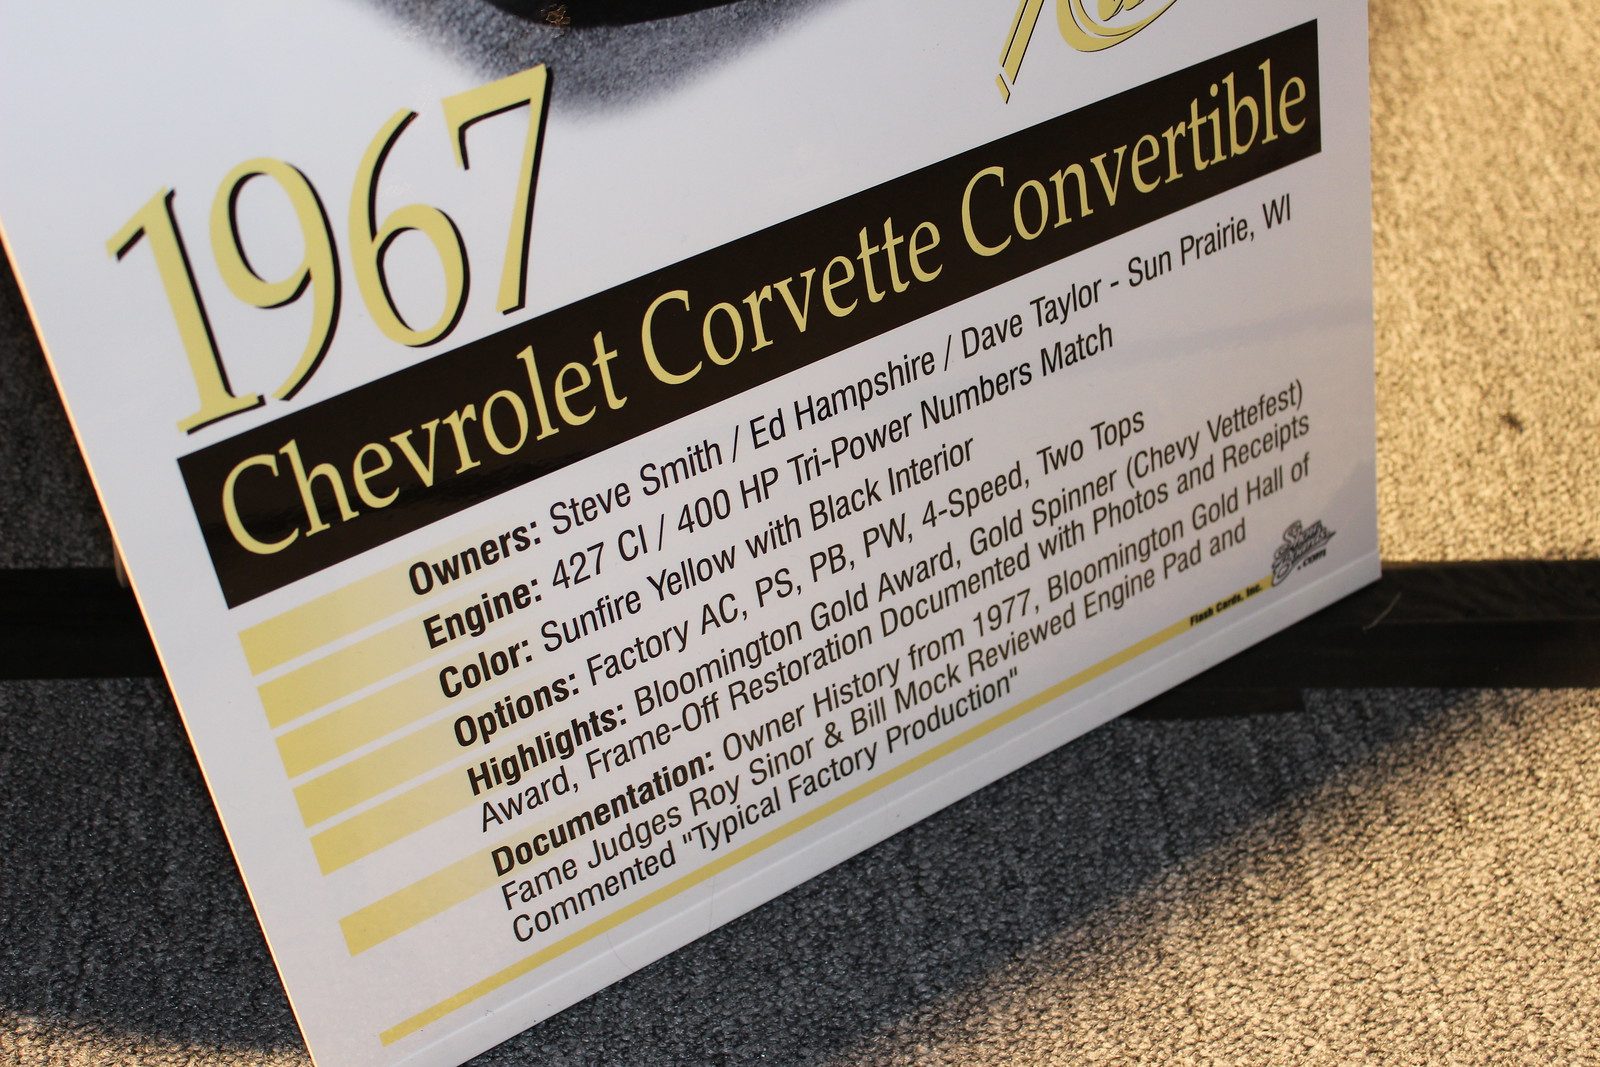 1967
Chevrolet Corvette Convertible
Owners: Steve Smith / Ed Hampshire / Dave Taylor - Sun Prairie, WI
Engine: 427 CI / 400 HP Tri-Power Numbers Match
Color: Sunfire Yellow with Black Interior
Options: Factory AC, PS, PB, PW, 4-Speed, Two Tops
Highlights: Bloomington Gold Award, Gold Spinner (Chevy Vettefest)
Award, Frame-Off Restoration Documented with Photos and Receipts
Documentation: Owner History from 1977, Bloomington Gold Hall of
Fame Judges Roy Sinor & Bill Mock Reviewed Engine Pad and
Commented "Typical Factory Production"
Flash Cards, Inc.